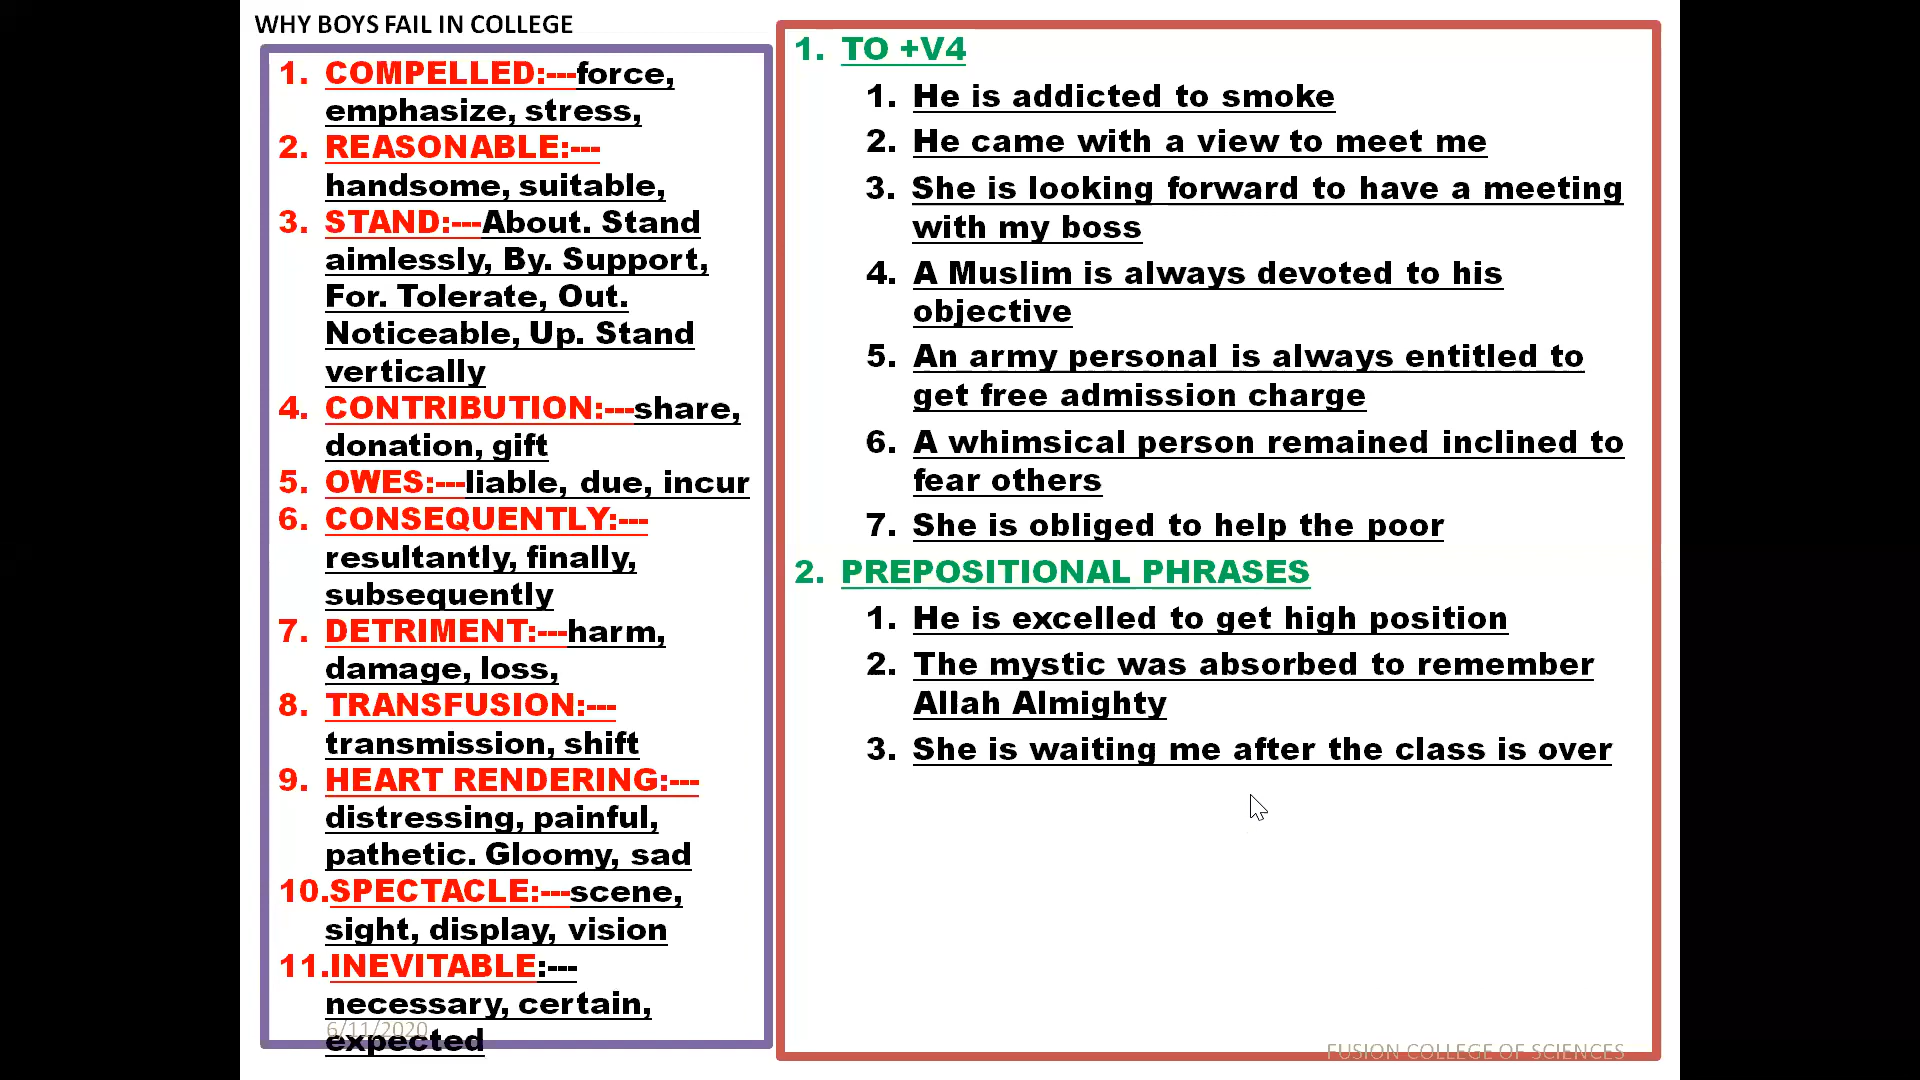 WHY BOYS FAIL IN COLLEGE
1. COMPELLED:---force,
emphasize, stress,
2. REASONABLE:---
handsome, suitable,
3. STAND:---About. Stand
aimlessly, By. Support,
For. Tolerate, Out.
Noticeable, Up. Stand
vertically
4. CONTRIBUTION:---share,
donation, gift
5. OWES:---liable, due, incur
6. CONSEQUENTLY:---
resultantly, finally,
subsequently
7. DETRIMENT:---harm,
damage, loss,
8. TRANSFUSION:---
transmission, shift
9. HEART RENDERING:---
distressing, painful,
pathetic. Gloomy, sad
10.SPECTACLE:---scene,
sight, display, vision
11.INEVITABLE:---
necessary, certain,
expected
6/11/2020
1. TO +V4
1. He is addicted to smoke
2. He came with a view to meet me
3. She is looking forward to have a meeting
with my boss
4. A Muslim is always devoted to his
objective
5. An army personal is always entitled to
get free admission charge
6. A whimsical person remained inclined to
fear others
7. She is obliged to help the poor
2. PREPOSITIONAL PHRASES
1. He is excelled to get high position
2. The mystic was absorbed to remember
Allah Almighty
3. She is waiting me after the class is over
FUSION COLLEGE OF SCIENCES